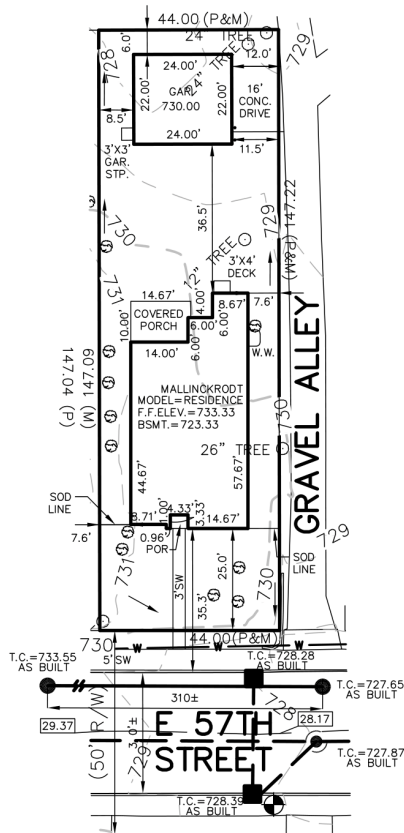 44.00 (P&M)
24" TREE
729
6.0'
728
24.00'
12.0'
TREE
24"
GAR.
730.00
22.00'
22.00'
16'
CONC.
DRIVE
8.5'
24.00'
11.5'
3'X3'
GAR.
STP.
36.5'
729
147.22
(P&M)
730
TREE
12"
3'X4'
DECK
731
14.67'
4.00'
8.67'
7.6'
COVERED
PORCH
10.00'
6.00'
6.00'
14.00'
6.00'
W.W.
147.09 (M)
147.04 (P)
MALLINCKRODT
MODEL=RESIDENCE
F.F.ELEV.=733.33
BSMT.=723.33
GRAVEL ALLEY
730
26" TREE
44.67'
57.67'
SOD
LINE
8.71'
1.00'
4.33'
3.33'
14.67'
729
7.6'
0.96'
POR.
SOD
LINE
731
3'SW
25.0'
730
35.3'
44.00(P&M)
730
5' SW
W
W
W
T.C.=733.55
AS BUILT
T.C.=728.28
AS BUILT
T.C.=727.65
AS BUILT
310±
728
29.37
28.17
(50' R/W)
729
E 57TH
STREET
T.C.=727.87
AS BUILT
T.C.=728.39
AS BUILT